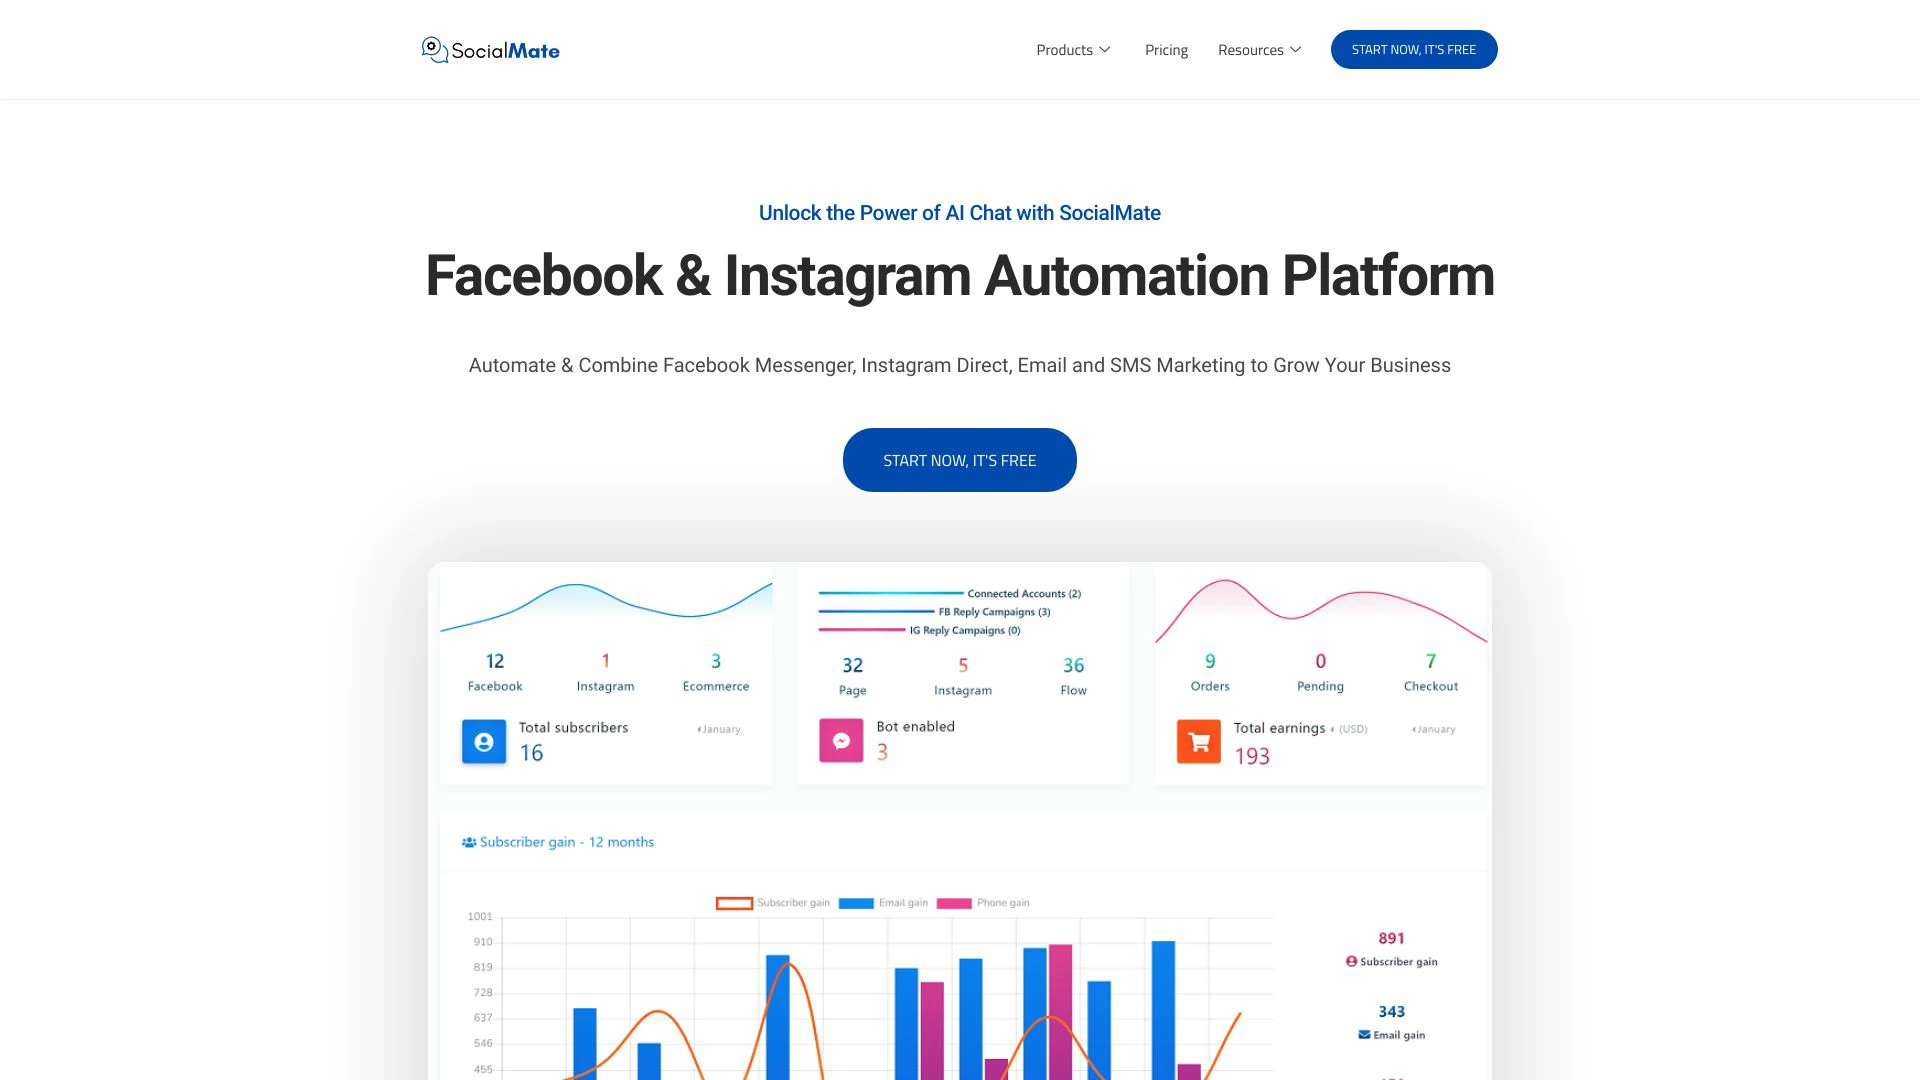 SocialMate
Products
Pricing
Resources
START NOW, IT'S FREE
Unlock the Power of AI Chat with SocialMate
Facebook & Instagram Automation Platform
Automate & Combine Facebook Messenger, Instagram Direct, Email and SMS Marketing to Grow Your Business
START NOW, IT'S FREE
12
Facebook
1
Instagram
3
Ecommerce
Total subscribers
January
16
Connected Accounts (2)
FB Reply Campaigns (3)
IG Reply Campaigns (0)
32
Page
5
Instagram
36
Flow
Bot enabled
3
9
Orders
0
Pending
7
Checkout
Total earnings (USD)
January
193
Subscriber gain - 12 months
Subscriber gain
Email gain
Phone gain
1001
910
819
728
637
546
455
891
Subscriber gain
343
Email gain